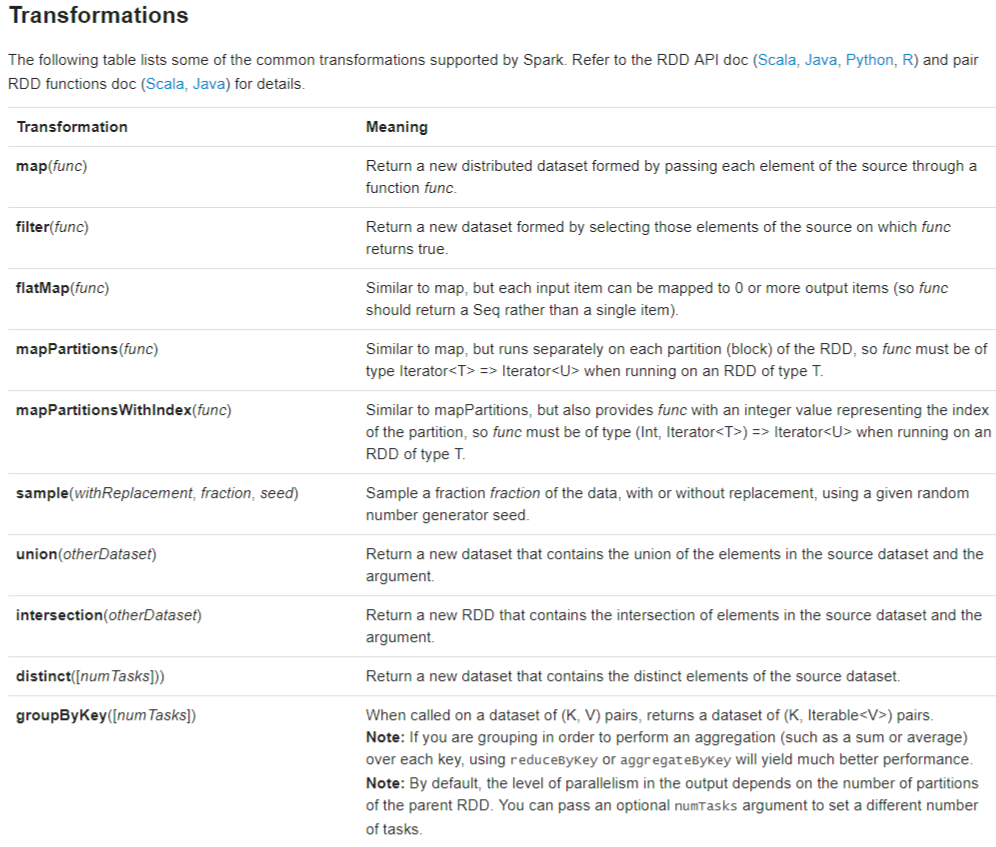 Transformations
The following table lists some of the common transformations supported by Spark. Refer to the RDD API doc (Scala, Java, Python, R) and pair
RDD functions doc (Scala, Java) for details.
Transformation Meaning
map(func) Return a new distributed dataset formed by passing each element of the source through a
function func.
filter(func) Return a new dataset formed by selecting those elements of the source on which func
returns true.
flatMap(func) Similar to map, but each input item can be mapped to 0 or more output items (so func
should return a Seq rather than a single item).
mapPartitions(func) Similar to map, but runs separately on each partition (block) of the RDD, so func must be of
type Iterator<T> => Iterator<U> when running on an RDD of type T.
mapPartitionsWithIndex(func) Similar to mapPartitions, but also provides func with an integer value representing the index
of the partition, so func must be of type (Int, Iterator<T>) => Iterator<U> when running on an
RDD of type T.
sample(withReplacement, fraction, seed) Sample a fraction fraction of the data, with or without replacement, using a given random
number generator seed.
union(otherDataset) Return a new dataset that contains the union of the elements in the source dataset and the
argument.
intersection(otherDataset) Return a new RDD that contains the intersection of elements in the source dataset and the
argument.
distinct([numTasks])) Return a new dataset that contains the distinct elements of the source dataset.
groupByKey([numTasks]) When called on a dataset of (K, V) pairs, returns a dataset of (K, Iterable<V>) pairs.
Note: If you are grouping in order to perform an aggregation (such as a sum or average)
over each key, using reduceByKey or aggregateByKey will yield much better performance.
Note: By default, the level of parallelism in the output depends on the number of partitions
of the parent RDD. You can pass an optional numTasks argument to set a different number
of tasks.